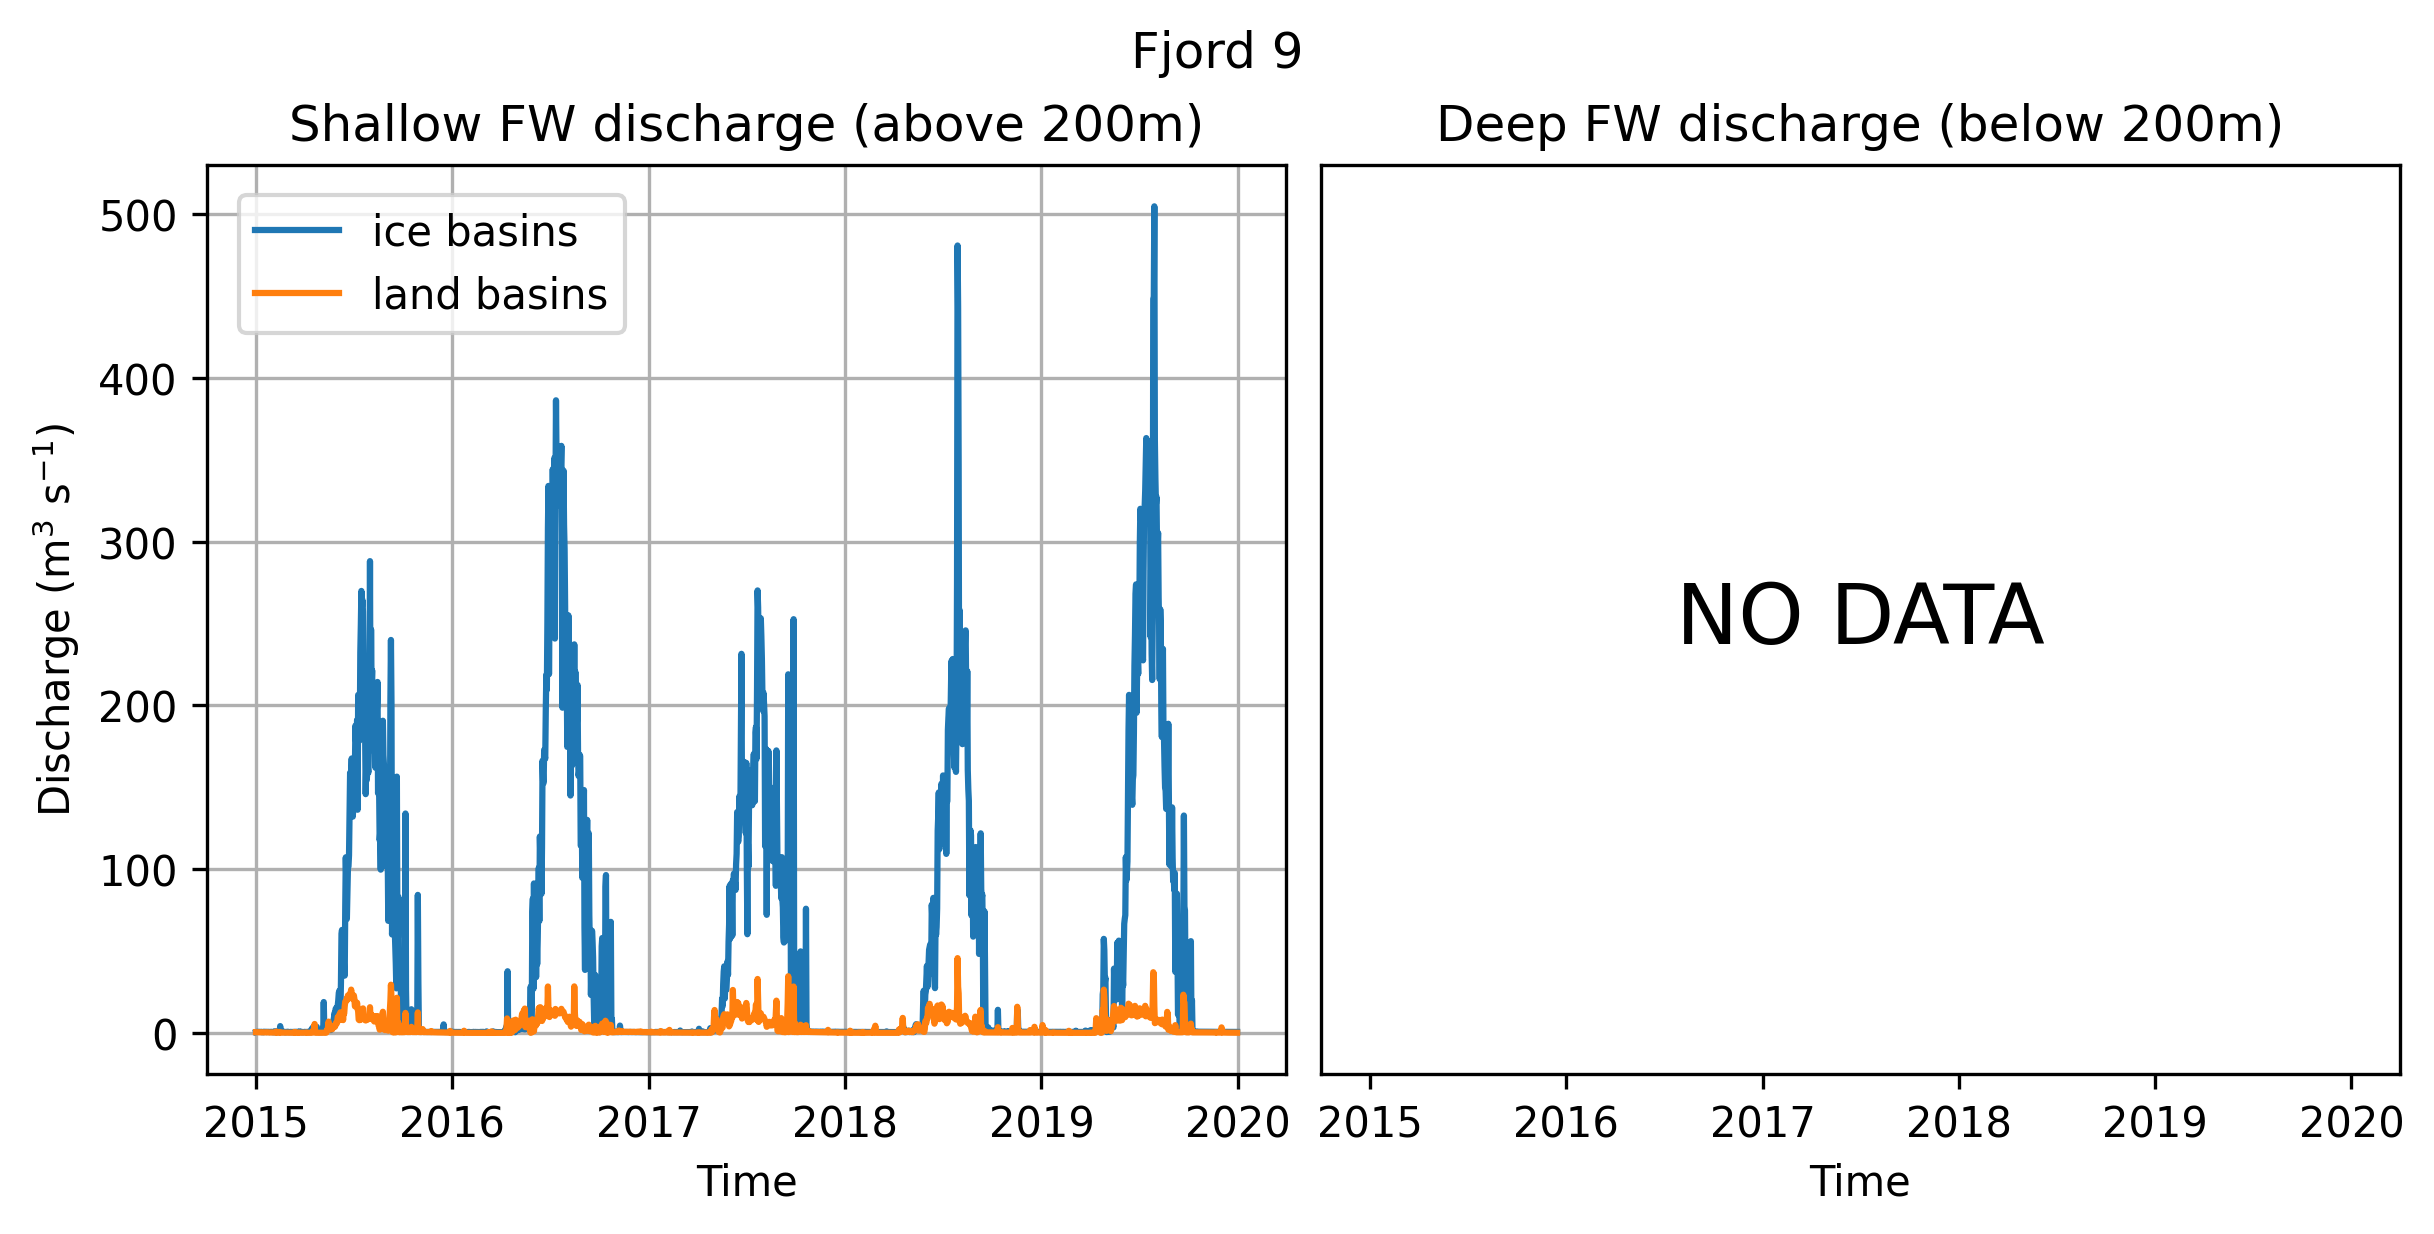 Fjord 9
Shallow FW discharge (above 200m)
Deep FW discharge (below 200m)
Discharge (m³ s⁻¹)
500
400
300
200
100
0
ice basins
land basins
NO DATA
2015 2016 2017 2018 2019 2020
2015 2016 2017 2018 2019 2020
Time
Time